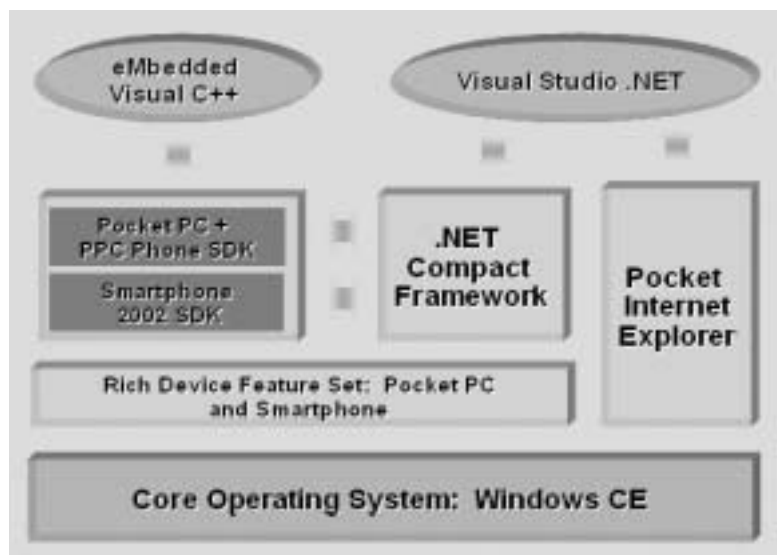 eMbedded
Visual C++
Visual Studio .NET
Pocket PC +
PPC Phone SDK
Smartphone
2002 SDK
.NET
Compact
Framework
Pocket
Internet
Explorer
Rich Device Feature Set: Pocket PC
and Smartphone
Core Operating System: Windows CE